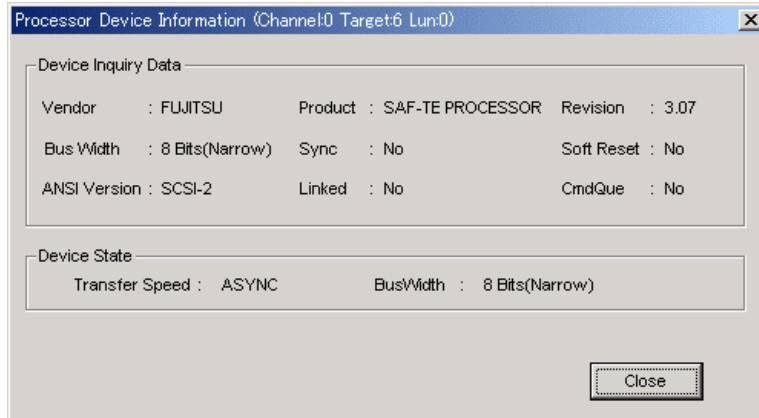 Processor Device Information (Channel:0 Target:6 Lun:0)
Device Inquiry Data
Vendor : FUJITSU Product : SAF-TE PROCESSOR Revision : 3.07
Bus Width : 8 Bits(Narrow) Sync : No Soft Reset : No
ANSI Version : SCSI-2 Linked : No CmdQue : No
Device State
Transfer Speed : ASYNC BusWidth : 8 Bits(Narrow)
Close